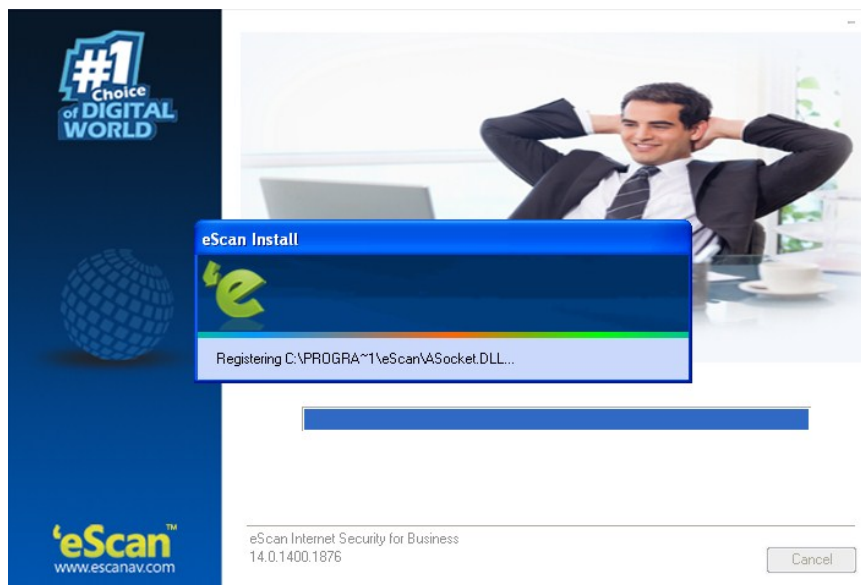 #1
Choice
of DIGITAL
WORLD
eScan Install
e
Registering C:\PROGRA~1\eScan\ASocket.DLL...
eScan™
www.escanav.com
eScan Internet Security for Business
14.0.1400.1876
Cancel